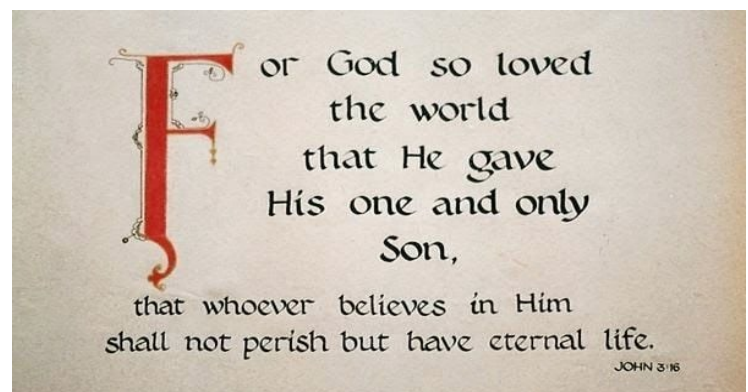 For God so loved
the world
that He gave
His one and only
Son,
that whoever believes in Him
shall not perish but have eternal life.
JOHN 3:16